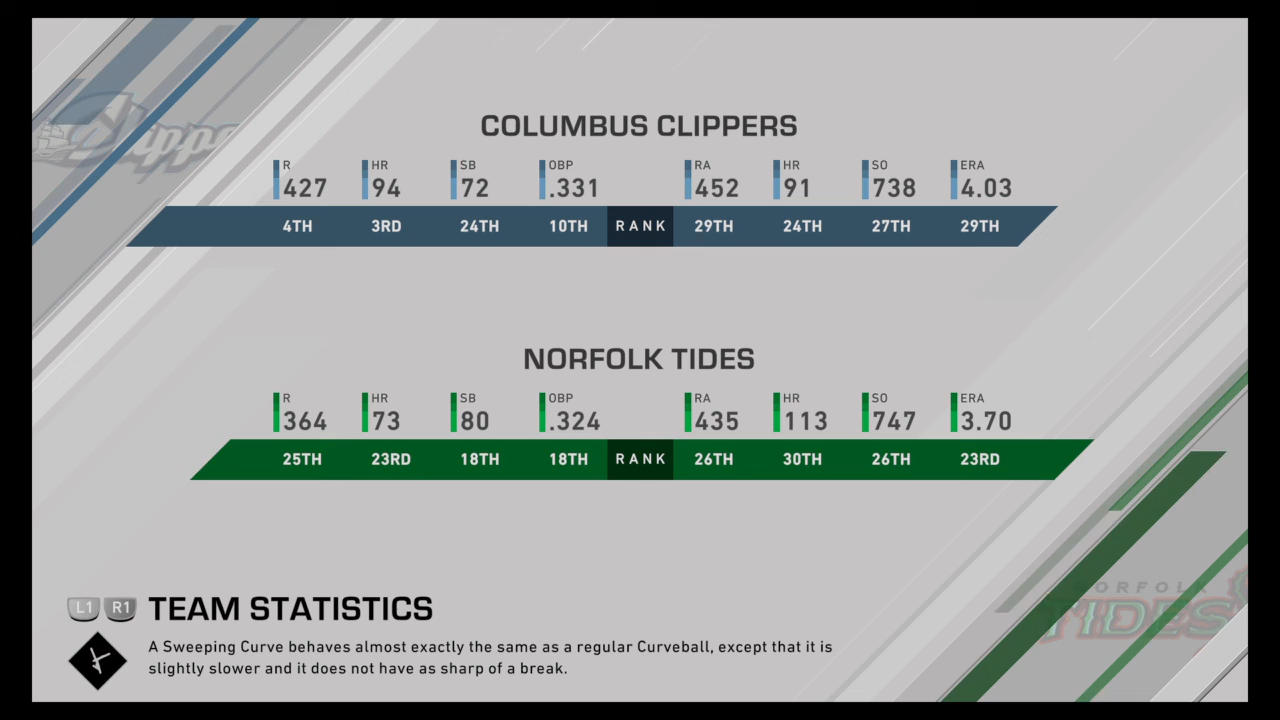 COLUMBUS CLIPPERS
R HR SB OBP RA HR SO ERA
427 94 72 .331 452 91 738 4.03
4TH 3RD 24TH 10TH RANK 29TH 24TH 27TH 29TH
NORFOLK TIDES
R HR SB OBP RA HR SO ERA
364 73 80 .324 435 113 747 3.70
25TH 23RD 18TH 18TH RANK 26TH 30TH 26TH 23RD
L1 R1 TEAM STATISTICS
A Sweeping Curve behaves almost exactly the same as a regular Curveball, except that it is
slightly slower and it does not have as sharp of a break.
NORFOLK
TIDES